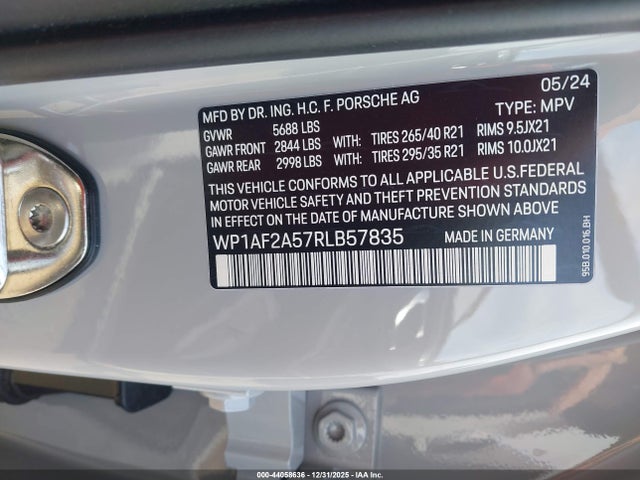 05/24
MFD BY DR. ING. H.C. F. PORSCHE AG
TYPE: MPV
GVWR 5688 LBS
GAWR FRONT 2844 LBS WITH: TIRES 265/40 R21 RIMS 9.5JX21
GAWR REAR 2998 LBS WITH: TIRES 295/35 R21 RIMS 10.0JX21
THIS VEHICLE CONFORMS TO ALL APPLICABLE U.S.FEDERAL
MOTOR VEHICLE SAFETY AND THEFT PREVENTION STANDARDS
IN EFFECT ON THE DATE OF MANUFACTURE SHOWN ABOVE
WP1AF2A57RLB57835 MADE IN GERMANY
95B.010.016.BH
000-44058636 - 12/31/2025 - IAA Inc.